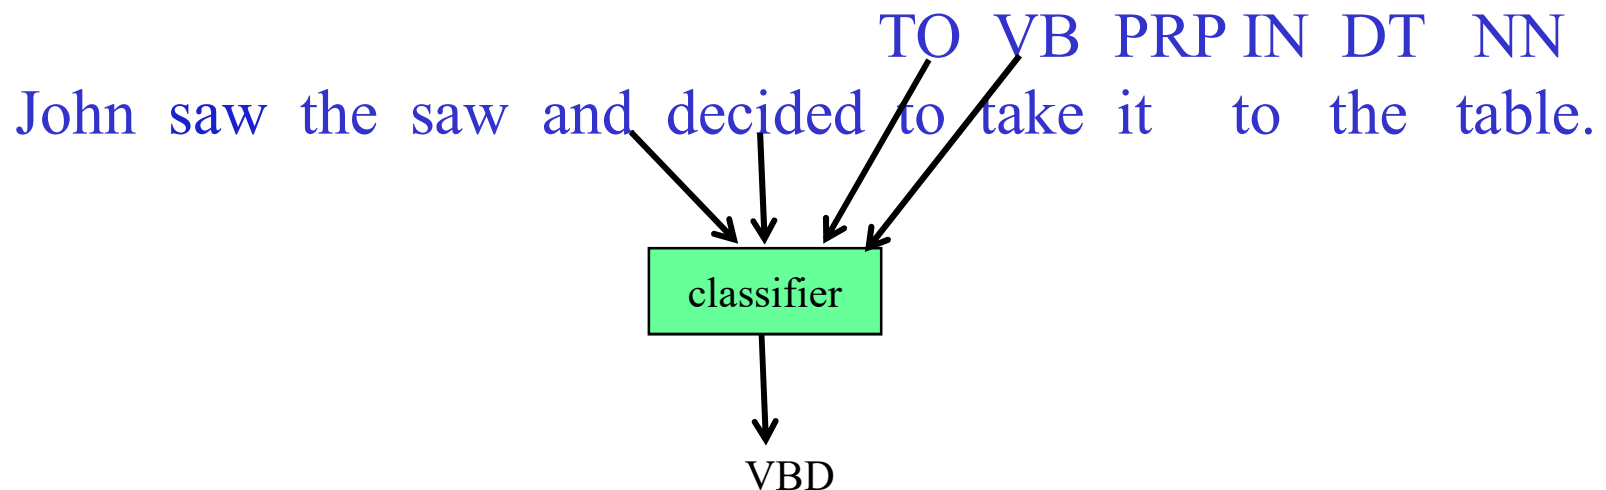 TO VB PRP IN DT NN
John saw the saw and decided to take it to the table.
classifier
VBD